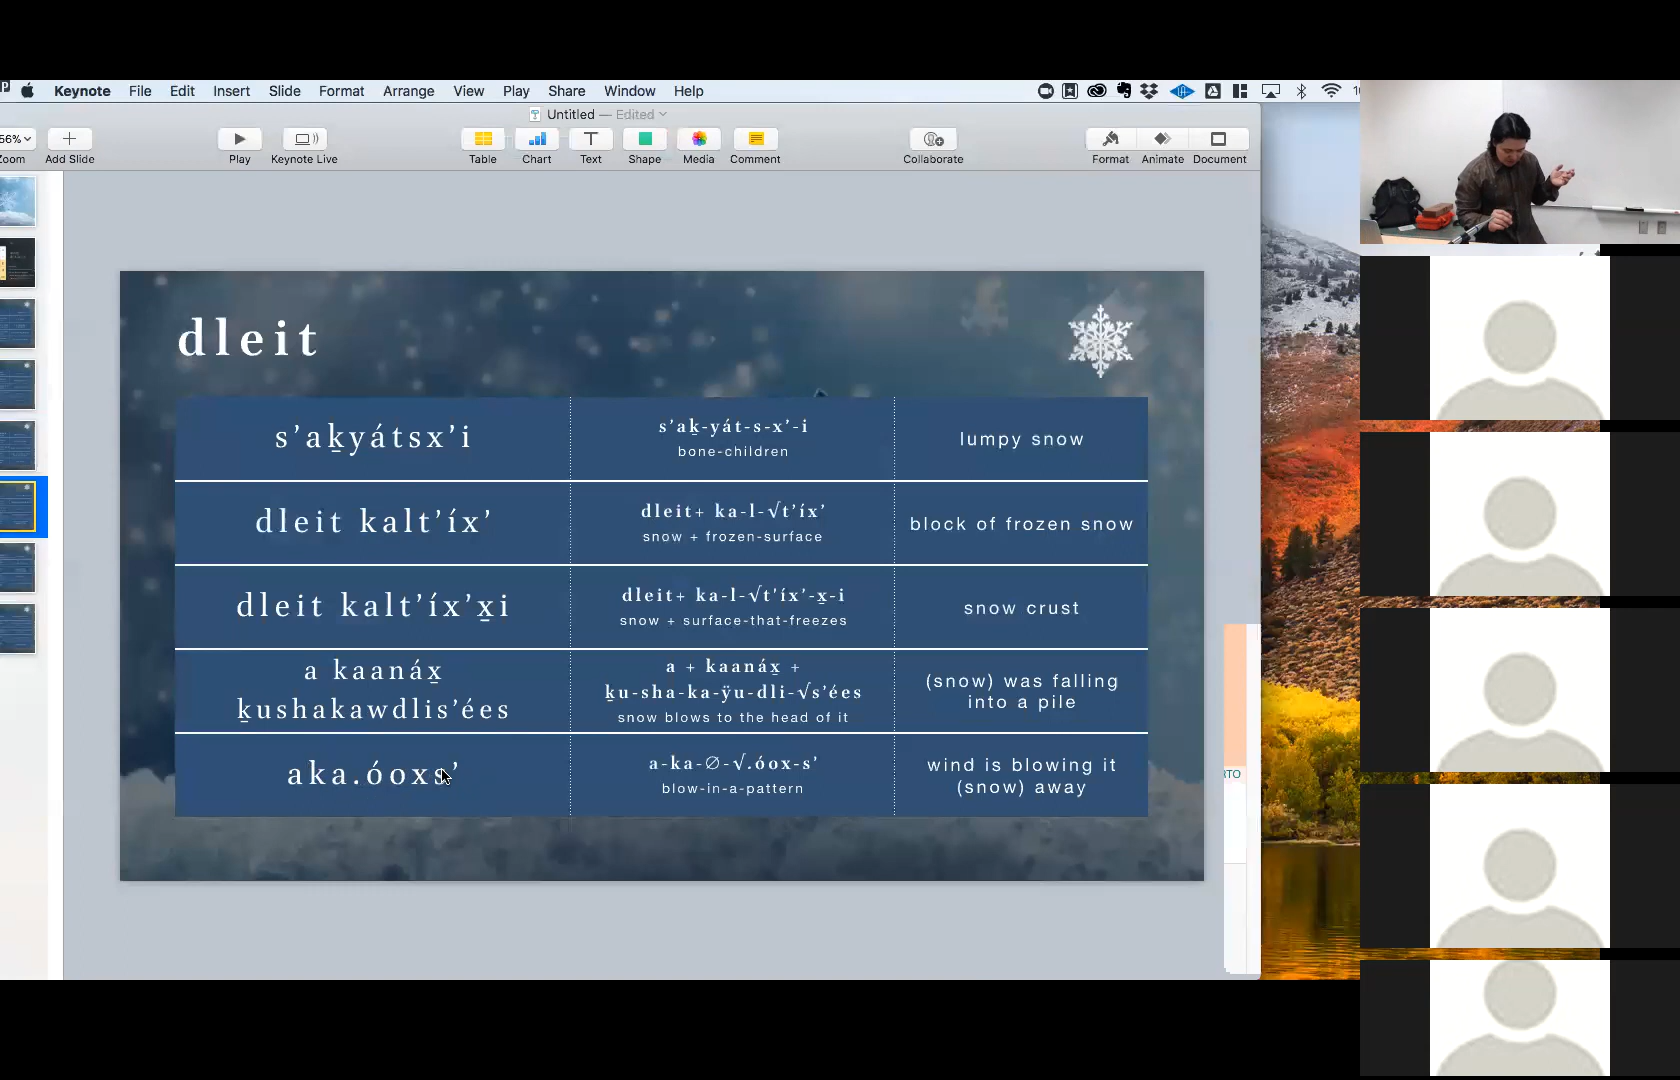 Keynote File Edit Insert Slide Format Arrange View Play Share Window Help
Untitled — Edited
56%
Zoom Add Slide Play Keynote Live Table Chart Text Shape Media Comment Collaborate Format Animate Document
dleit
s’aḵyátsx’i
s’aḵ-yát-s-x’-i
bone-children
lumpy snow
dleit kalt’íx’
dleit+ ka-l-√t’íx’
snow + frozen-surface
block of frozen snow
dleit kalt’íx’x̱i
dleit+ ka-l-√t’íx’-x̱-i
snow + surface-that-freezes
snow crust
a kaanáx̱
ḵushakawdlis’ées
a + kaanáx̱ +
ḵu-sha-ka-ÿu-dli-√s’ées
snow blows to the head of it
(snow) was falling
into a pile
aka.óoxs’
a-ka-∅-√.óox-s’
blow-in-a-pattern
wind is blowing it
(snow) away